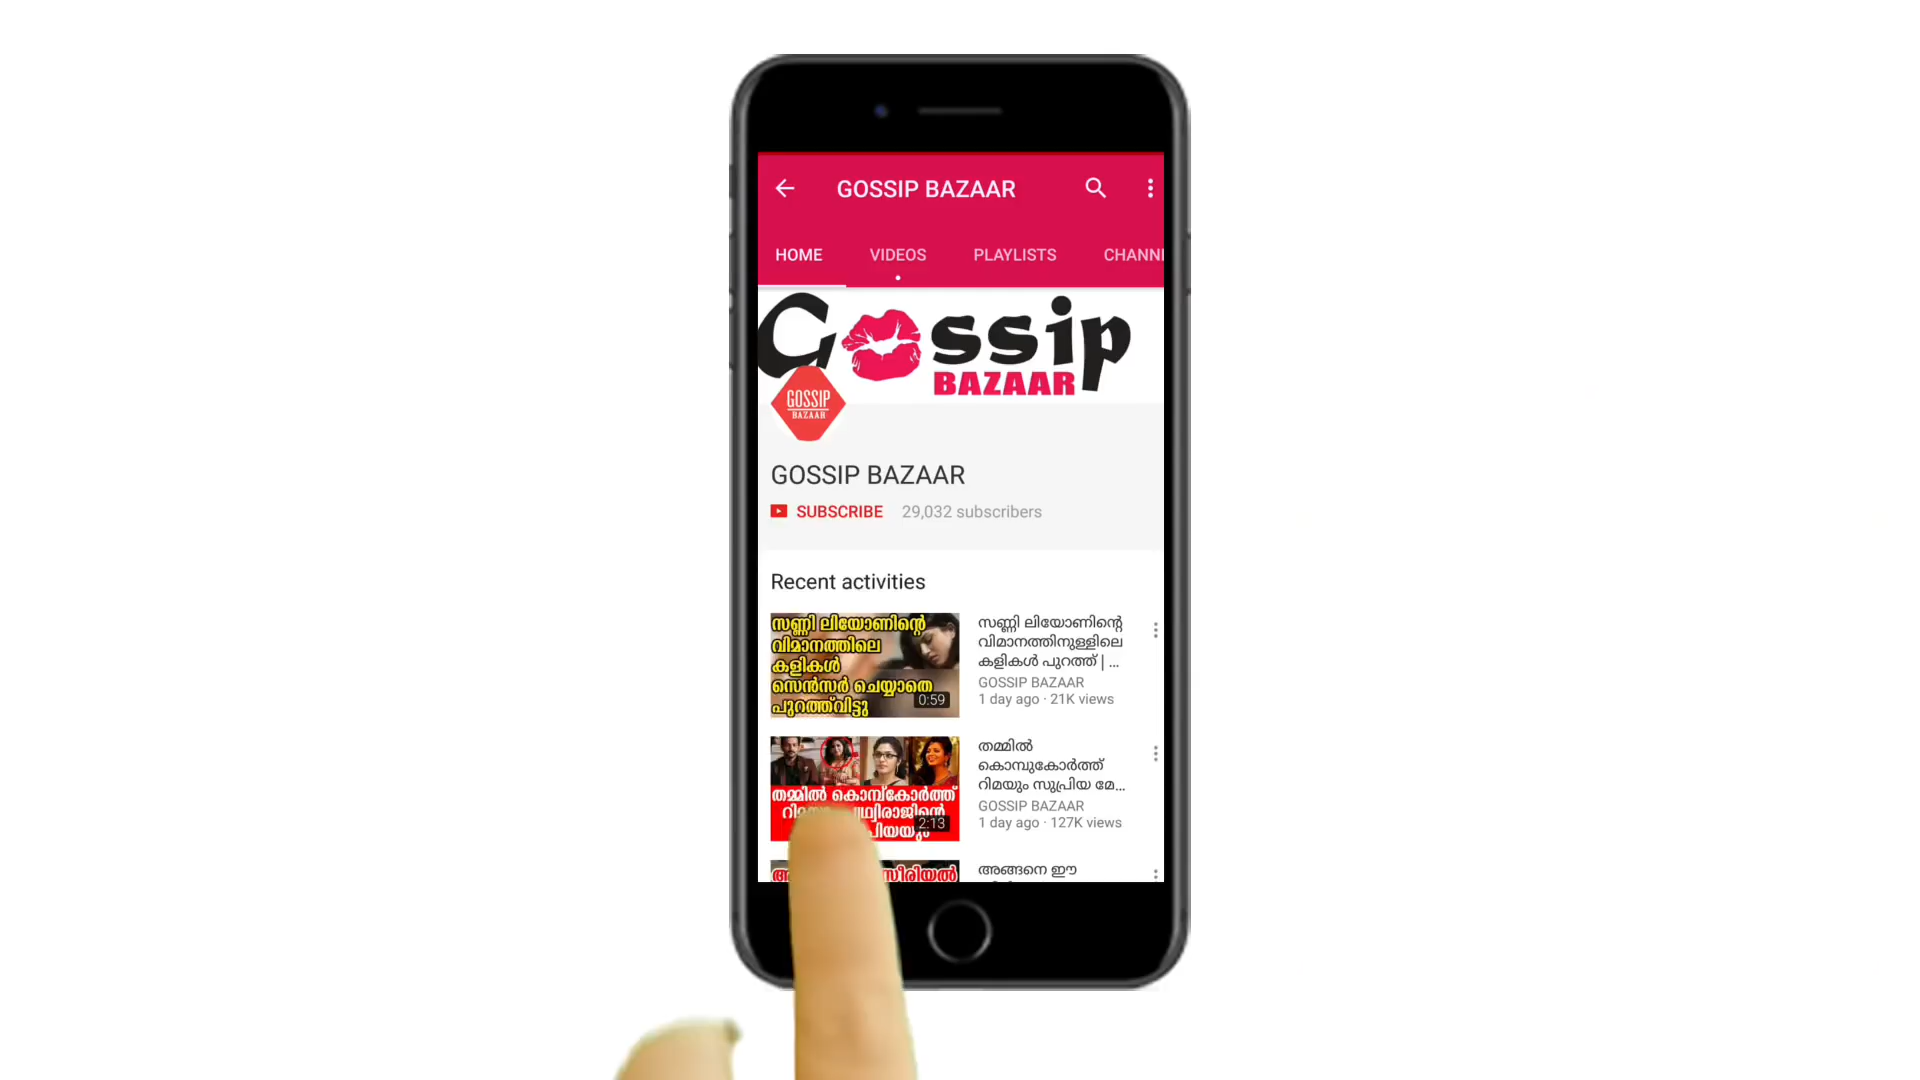 GOSSIP BAZAAR
HOME VIDEOS PLAYLISTS CHANNE
Gossip
BAZAAR
GOSSIP
BAZAAR
GOSSIP BAZAAR
SUBSCRIBE 29,032 subscribers
Recent activities
സണ്ണി ലിയോണിന്റെ
വിമാനത്തിലെ
കളികൾ
സെൻസർ ചെയ്യാതെ
പുറത്ത്‌വിട്ടു
0:59
സണ്ണി ലിയോണിന്റെ
വിമാനത്തിനുള്ളിലെ
കളികൾ പുറത്ത് | ...
GOSSIP BAZAAR
1 day ago · 21K views
തമ്മിൽ കൊമ്പ്കോർത്ത്
2:13
തമ്മിൽ
കൊമ്പുകോർത്ത്
റിമയും സുപ്രിയ മേ...
GOSSIP BAZAAR
1 day ago · 127K views
സീരിയൽ
അങ്ങനെ ഈ